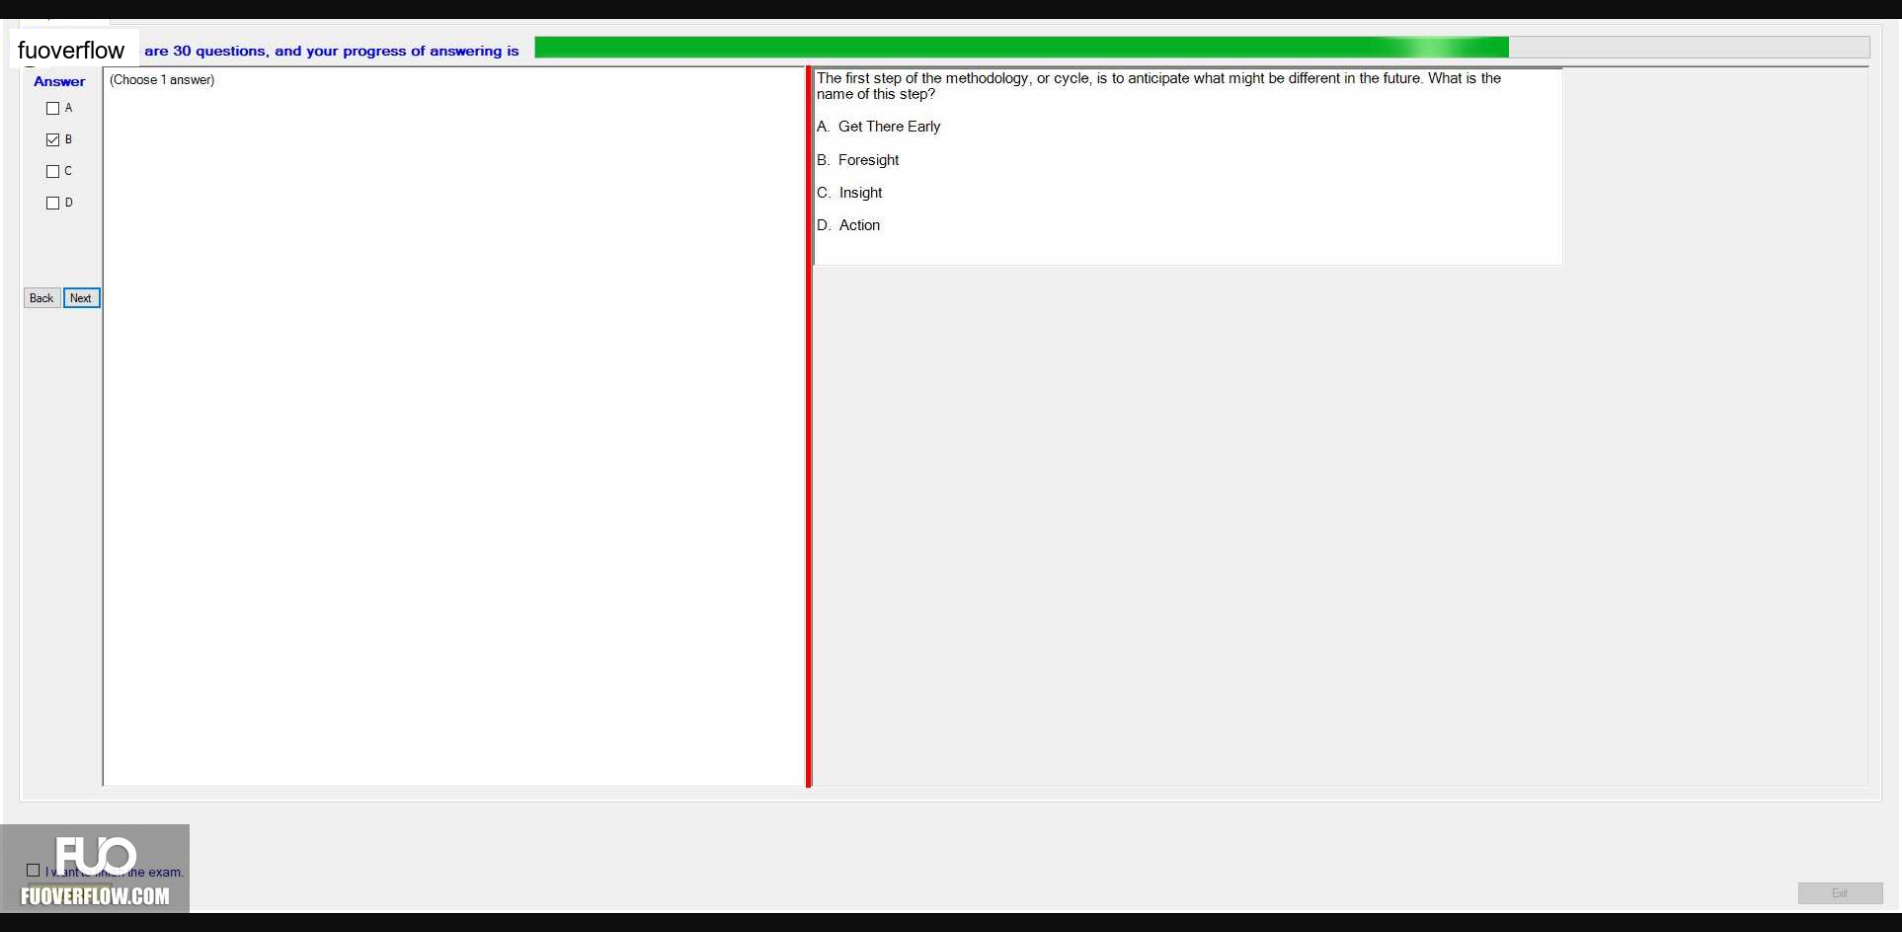 fuoverflow are 30 questions, and your progress of answering is
Answer
(Choose 1 answer)
A
B
C
D
Back Next
The first step of the methodology, or cycle, is to anticipate what might be different in the future. What is the
name of this step?
A. Get There Early
B. Foresight
C. Insight
D. Action
FUO
the exam.
FUOVERFLOW.COM
Exit